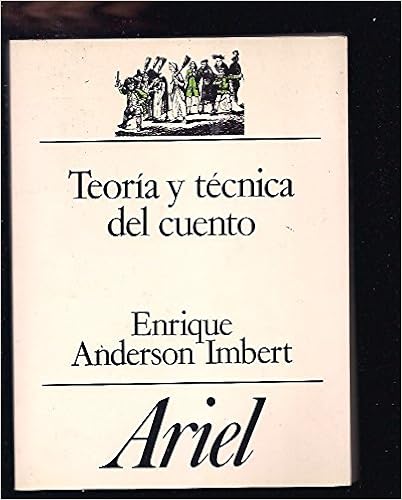 Teoría y técnica
del cuento
Enrique
Anderson Imbert
Ariel